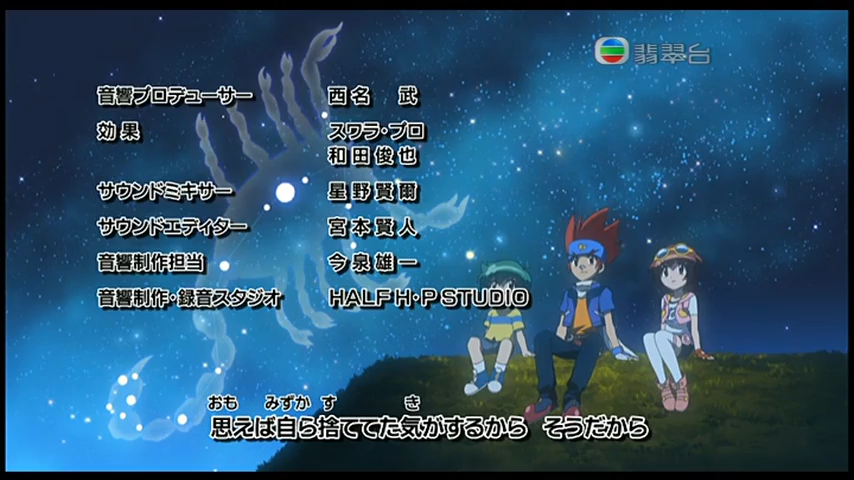 翡翠台
音響プロデューサー 西名 武
効果 スワラ・プロ
和田俊也
サウンドミキサー 星野賢爾
サウンドエディター 宮本賢人
音響制作担当 今泉雄一
音響制作・録音スタジオ HALF H・P STUDIO
おも みずか す き
思えば自ら捨ててた気がするから そうだから